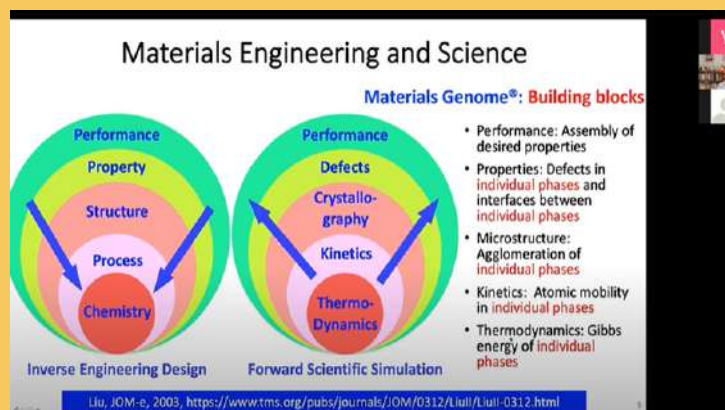 Materials Engineering and Science
Materials Genome®: Building blocks
Performance
Property
Structure
Process
Chemistry
Inverse Engineering Design
Performance
Defects
Crystallo-
graphy
Kinetics
Thermo-
Dynamics
Forward Scientific Simulation
• Performance: Assembly of
desired properties
• Properties: Defects in
individual phases and
interfaces between
individual phases
• Microstructure:
Agglomeration of
individual phases
• Kinetics: Atomic mobility
in individual phases
• Thermodynamics: Gibbs
energy of individual
phases
Liu, JOM-e, 2003, https://www.tms.org/pubs/journals/JOM/0312/LiuII/LiuII-0312.html